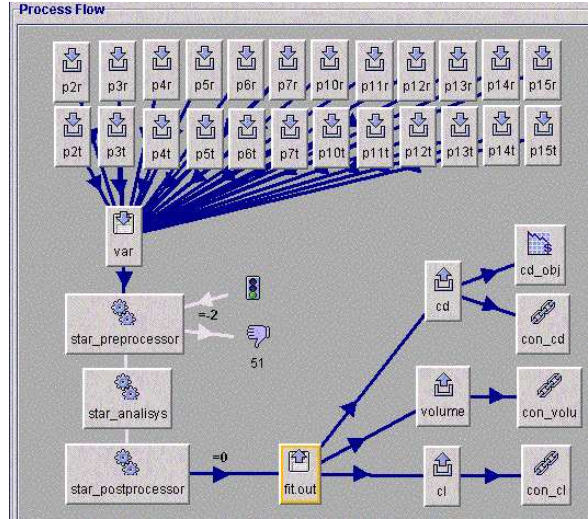 Process Flow
p2r p3r p4r p5r p6r p7r p10r p11r p12r p13r p14r p15r
p2t p3t p4t p5t p6t p7t p10t p11t p12t p13t p14t p15t
var
cd_obj
cd
=-2
star_preprocessor
con_cd
51
star_analisys
volume
con_volu
=0
star_postprocessor
fit.out
cl
con_cl